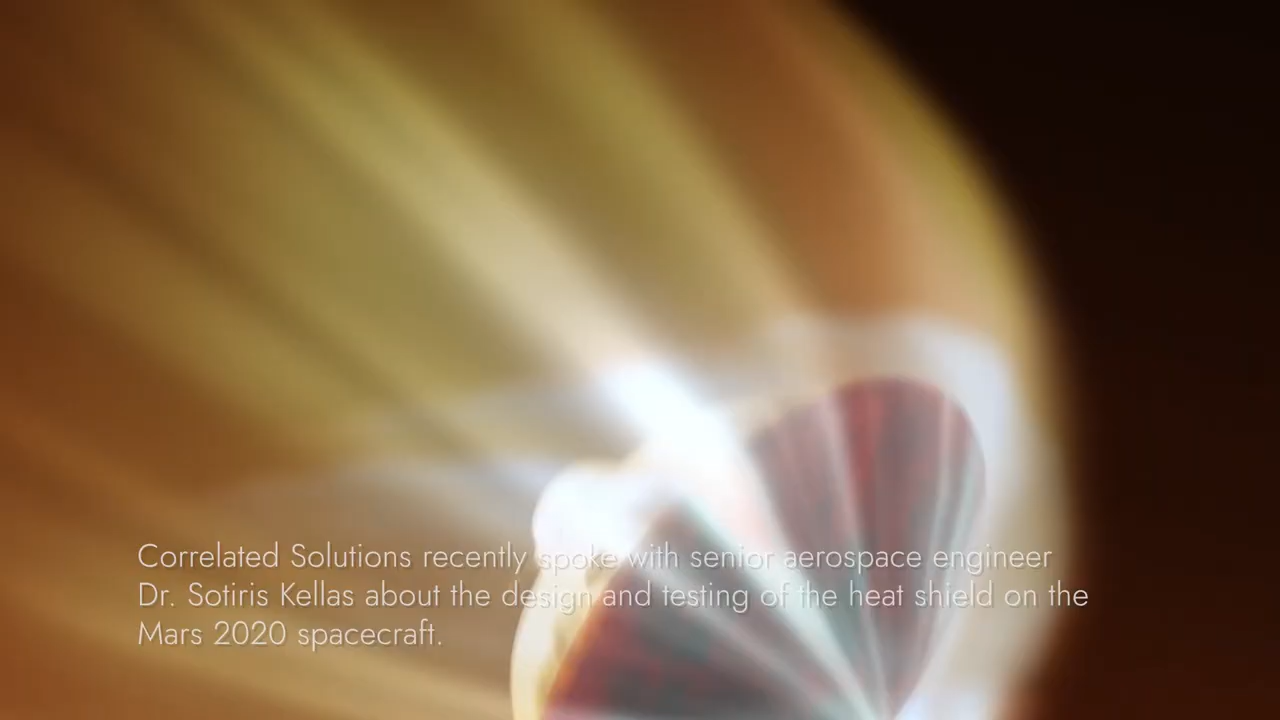 Correlated Solutions recently spoke with senior aerospace engineer
Dr. Sotiris Kellas about the design and testing of the heat shield on the
Mars 2020 spacecraft.